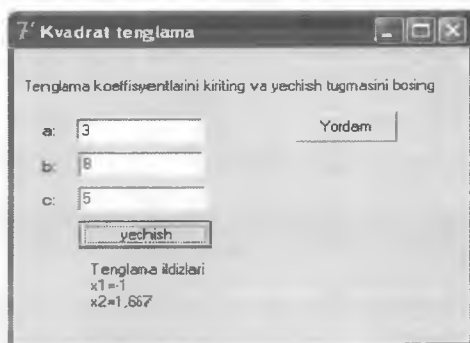 Kvadrat tenglama
Tenglama koeffisyentlarini kiriting va yechish tugmasini bosing
a: 3
Yordam
b: 8
c: 5
yechish
Tenglama ildizlari
x1=-1
x2=1,667